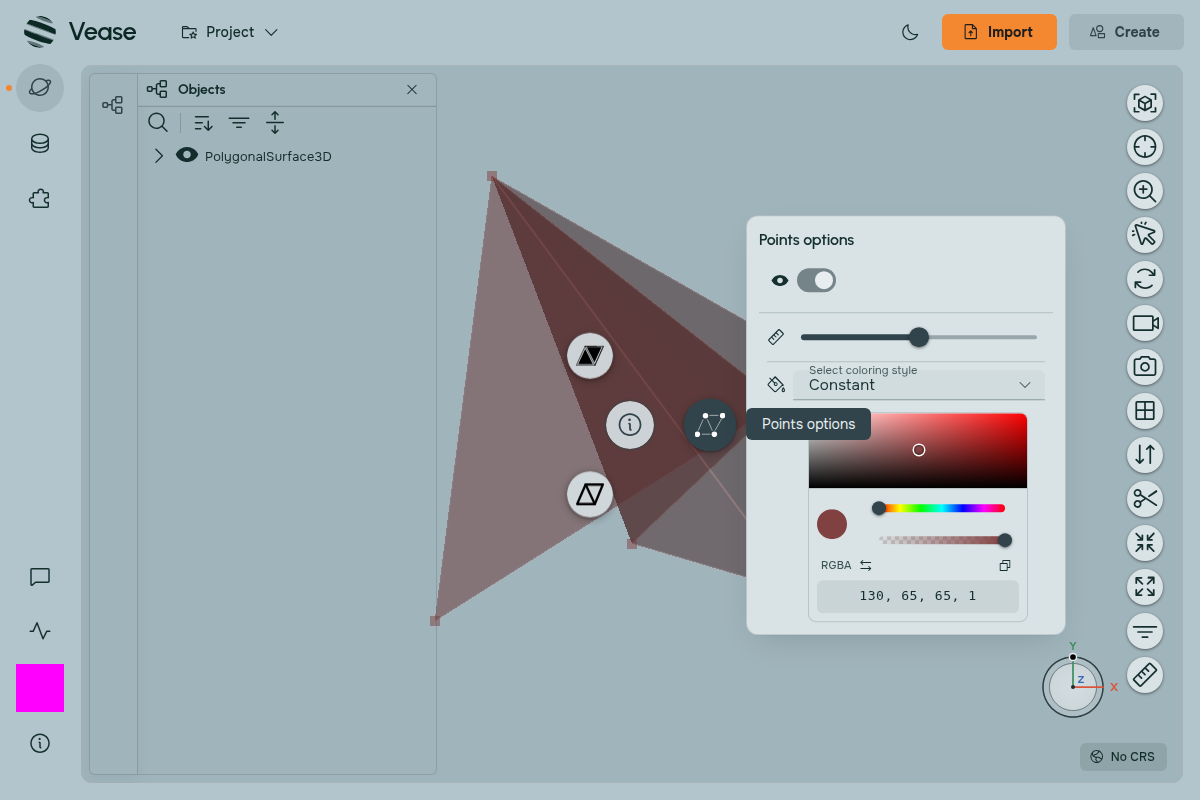 Vease
Project
Import
Create
Objects
PolygonalSurface3D
Points options
Select coloring style
Constant
Points options
RGBA
130, 65, 65, 1
Y
Z
X
No CRS